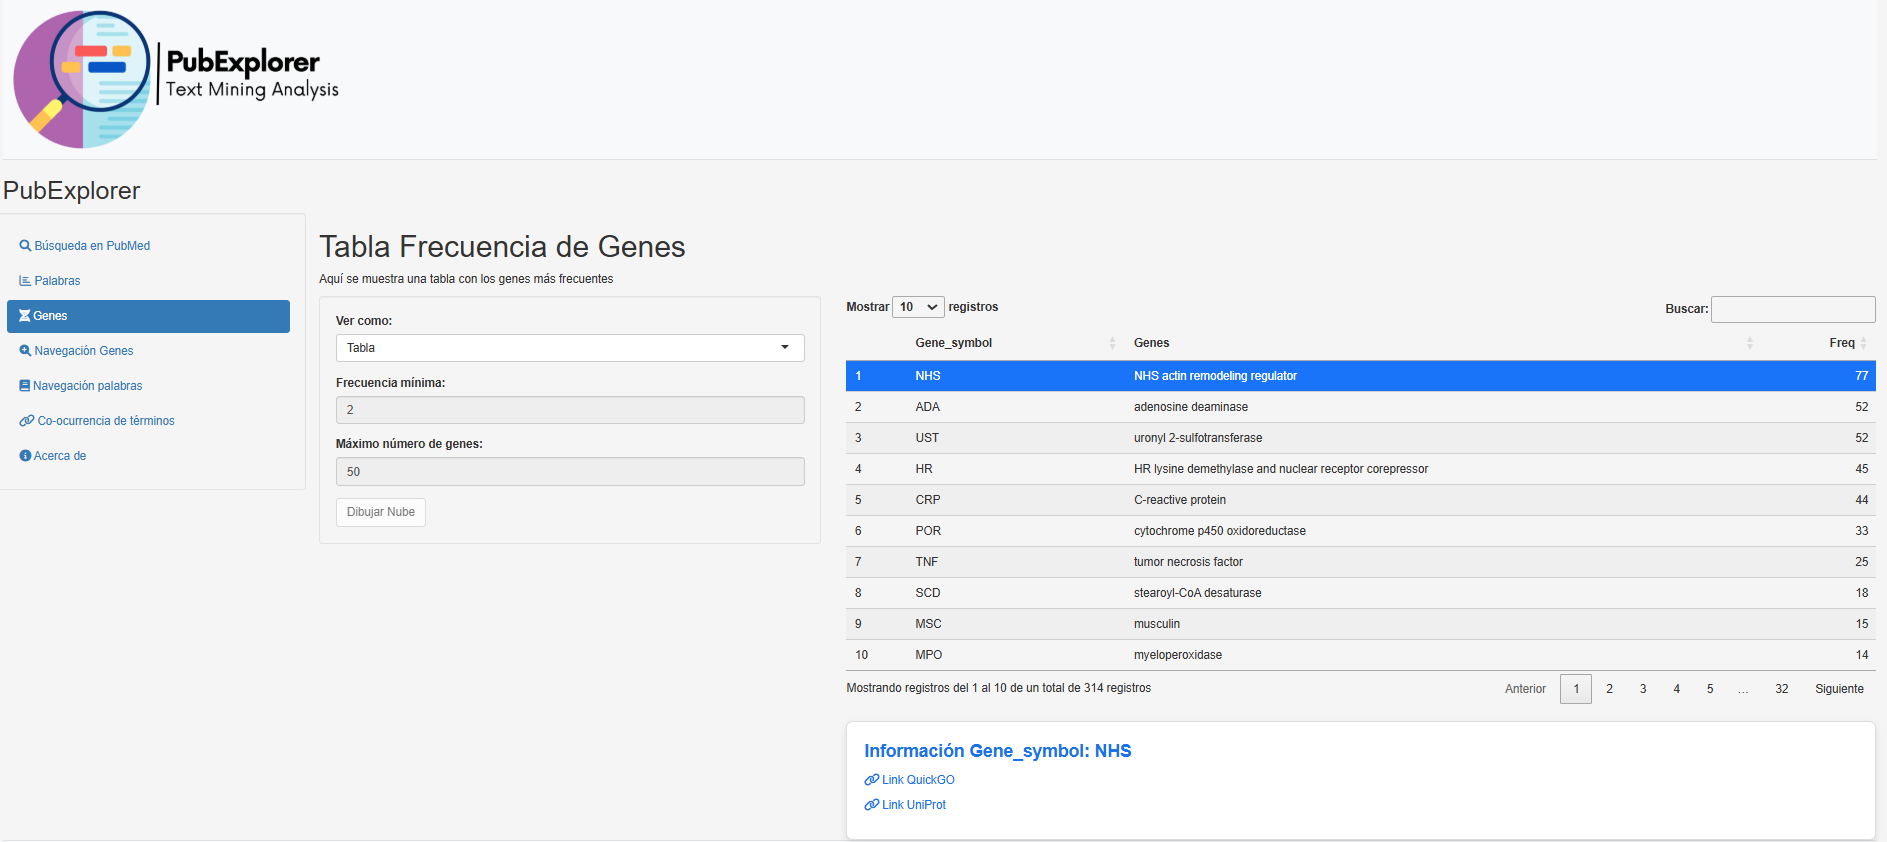 PubExplorer
Text Mining Analysis
PubExplorer
Búsqueda en PubMed
Palabras
Genes
Navegación Genes
Navegación palabras
Co-ocurrencia de términos
Acerca de
Tabla Frecuencia de Genes
Aquí se muestra una tabla con los genes más frecuentes
Ver como:
Tabla
Frecuencia mínima:
2
Máximo número de genes:
50
Dibujar Nube
Mostrar 10 registros
Buscar:
Gene_symbol Genes Freq
1 NHS NHS actin remodeling regulator 77
2 ADA adenosine deaminase 52
3 UST uronyl 2-sulfotransferase 52
4 HR HR lysine demethylase and nuclear receptor corepressor 45
5 CRP C-reactive protein 44
6 POR cytochrome p450 oxidoreductase 33
7 TNF tumor necrosis factor 25
8 SCD stearoyl-CoA desaturase 18
9 MSC musculin 15
10 MPO myeloperoxidase 14
Mostrando registros del 1 al 10 de un total de 314 registros
Anterior 1 2 3 4 5 … 32 Siguiente
Información Gene_symbol: NHS
Link QuickGO
Link UniProt